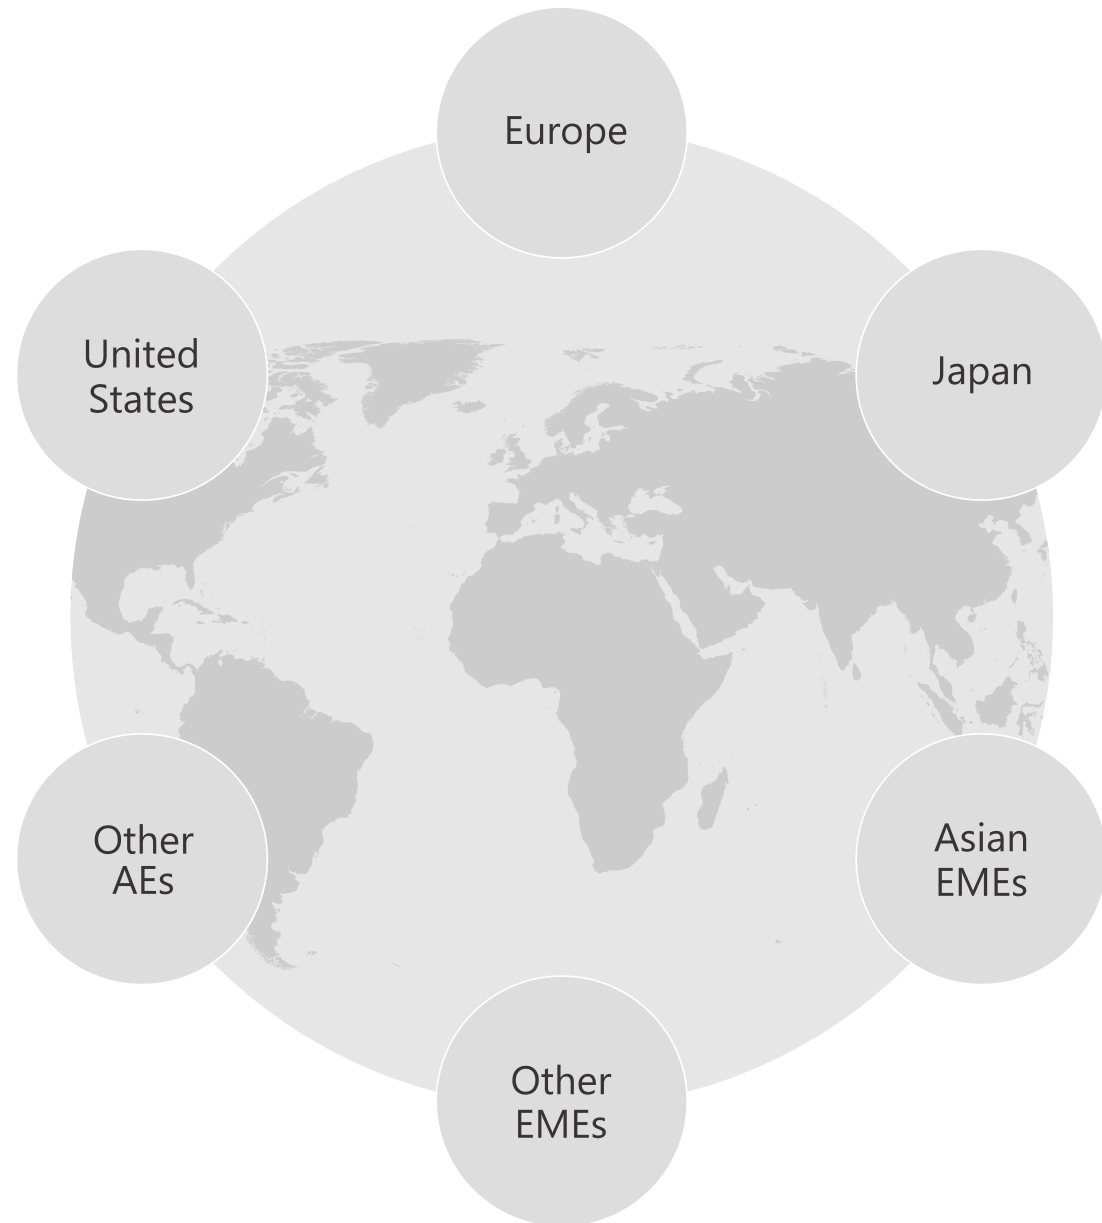 Europe
United
States
Japan
Other
AEs
Asian
EMEs
Other
EMEs